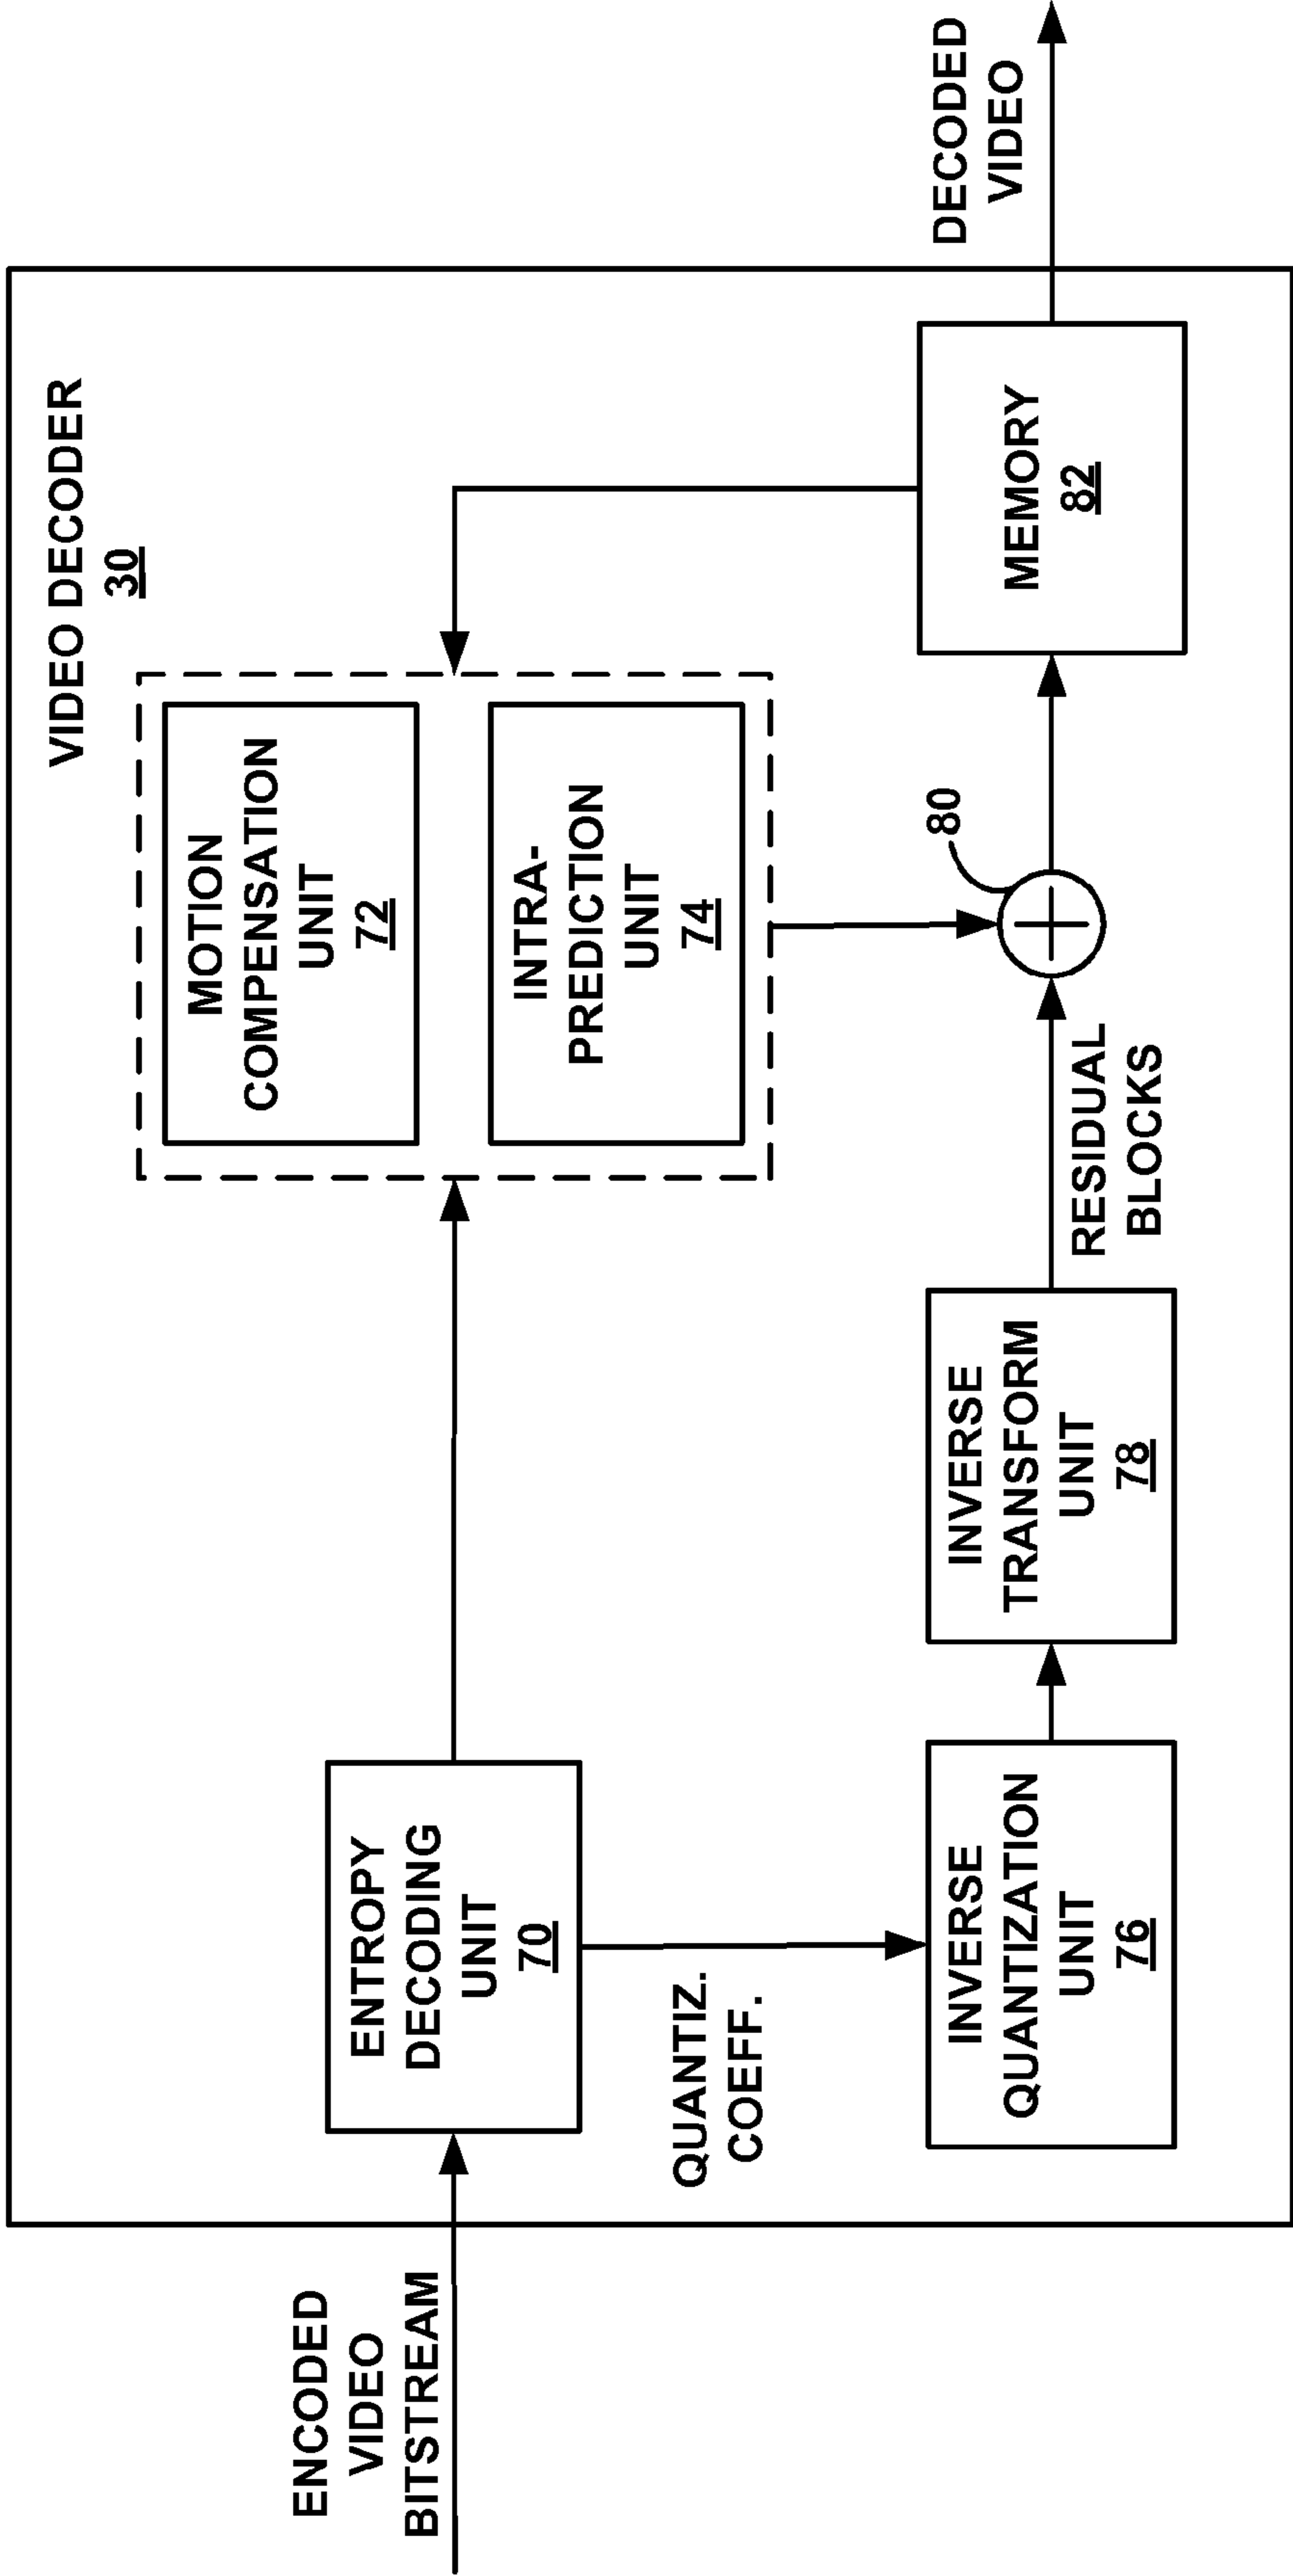 VIDEO DECODER
30
ENCODED
VIDEO
BITSTREAM
ENTROPY
DECODING
UNIT
70
MOTION
COMPENSATION
UNIT
72
INTRA-
PREDICTION
UNIT
74
QUANTIZ.
COEFF.
INVERSE
QUANTIZATION
UNIT
76
INVERSE
TRANSFORM
UNIT
78
RESIDUAL
BLOCKS
80
MEMORY
82
DECODED
VIDEO